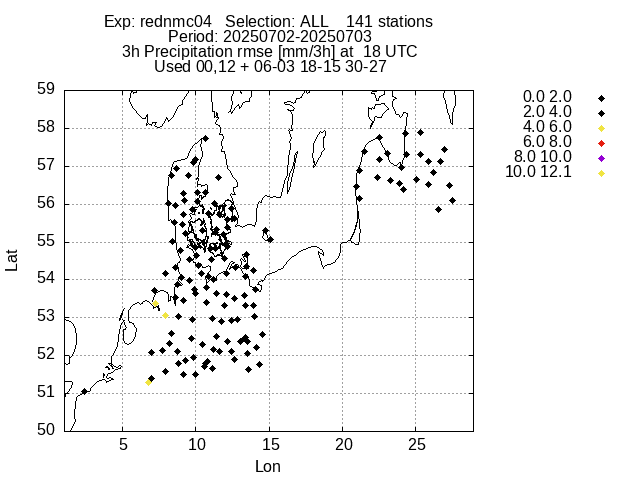 Exp: rednmc04   Selection: ALL    141 stations
Period: 20250702-20250703
3h Precipitation rmse [mm/3h] at  18 UTC
Used 00,12 + 06-03 18-15 30-27
59
58
57
56
55
54
53
52
51
50
Lat
5 10 15 20 25
Lon
0.0 2.0
2.0 4.0
4.0 6.0
6.0 8.0
8.0 10.0
10.0 12.1